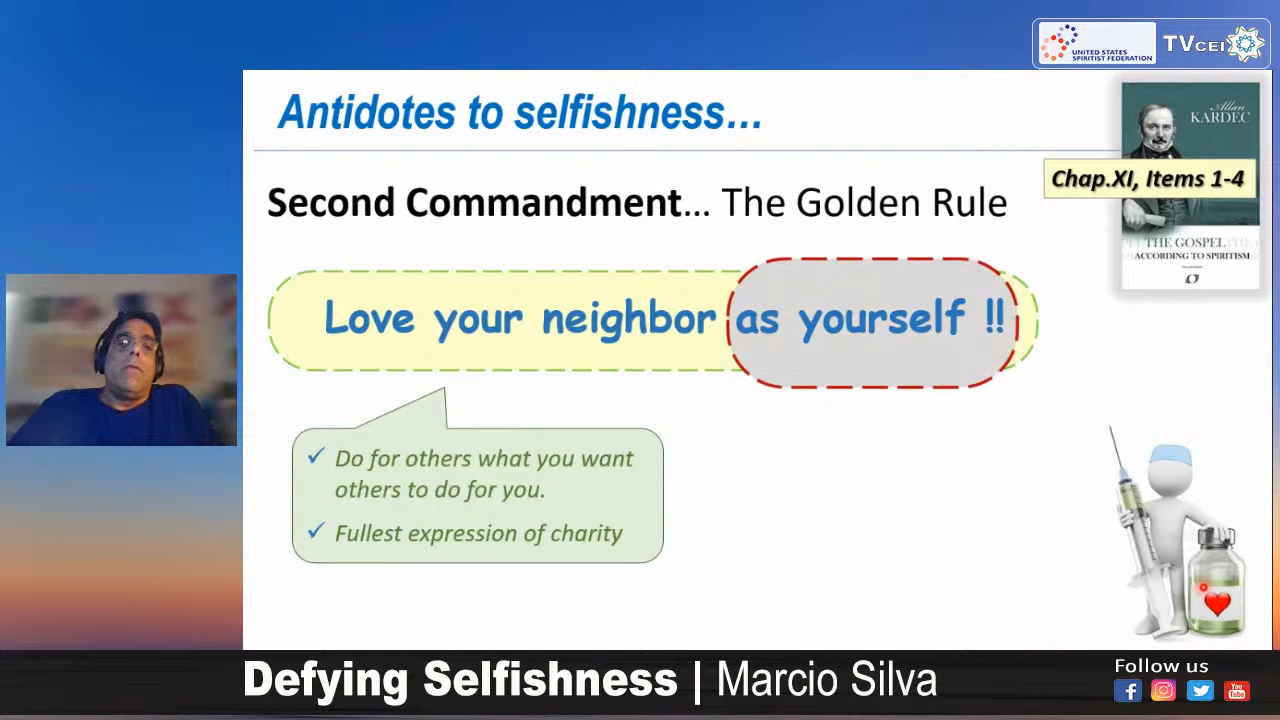 UNITED STATES
SPIRITIST FEDERATION
TVCEI
Antidotes to selfishness...
Allan
KARDEC
Chap.XI, Items 1-4
Second Commandment... The Golden Rule
THE GOSPEL
ACCORDING TO SPIRITISM
Love your neighbor as yourself !!
✓ Do for others what you want
others to do for you.
✓ Fullest expression of charity
Defying Selfishness | Marcio Silva
Follow us
You
Tube